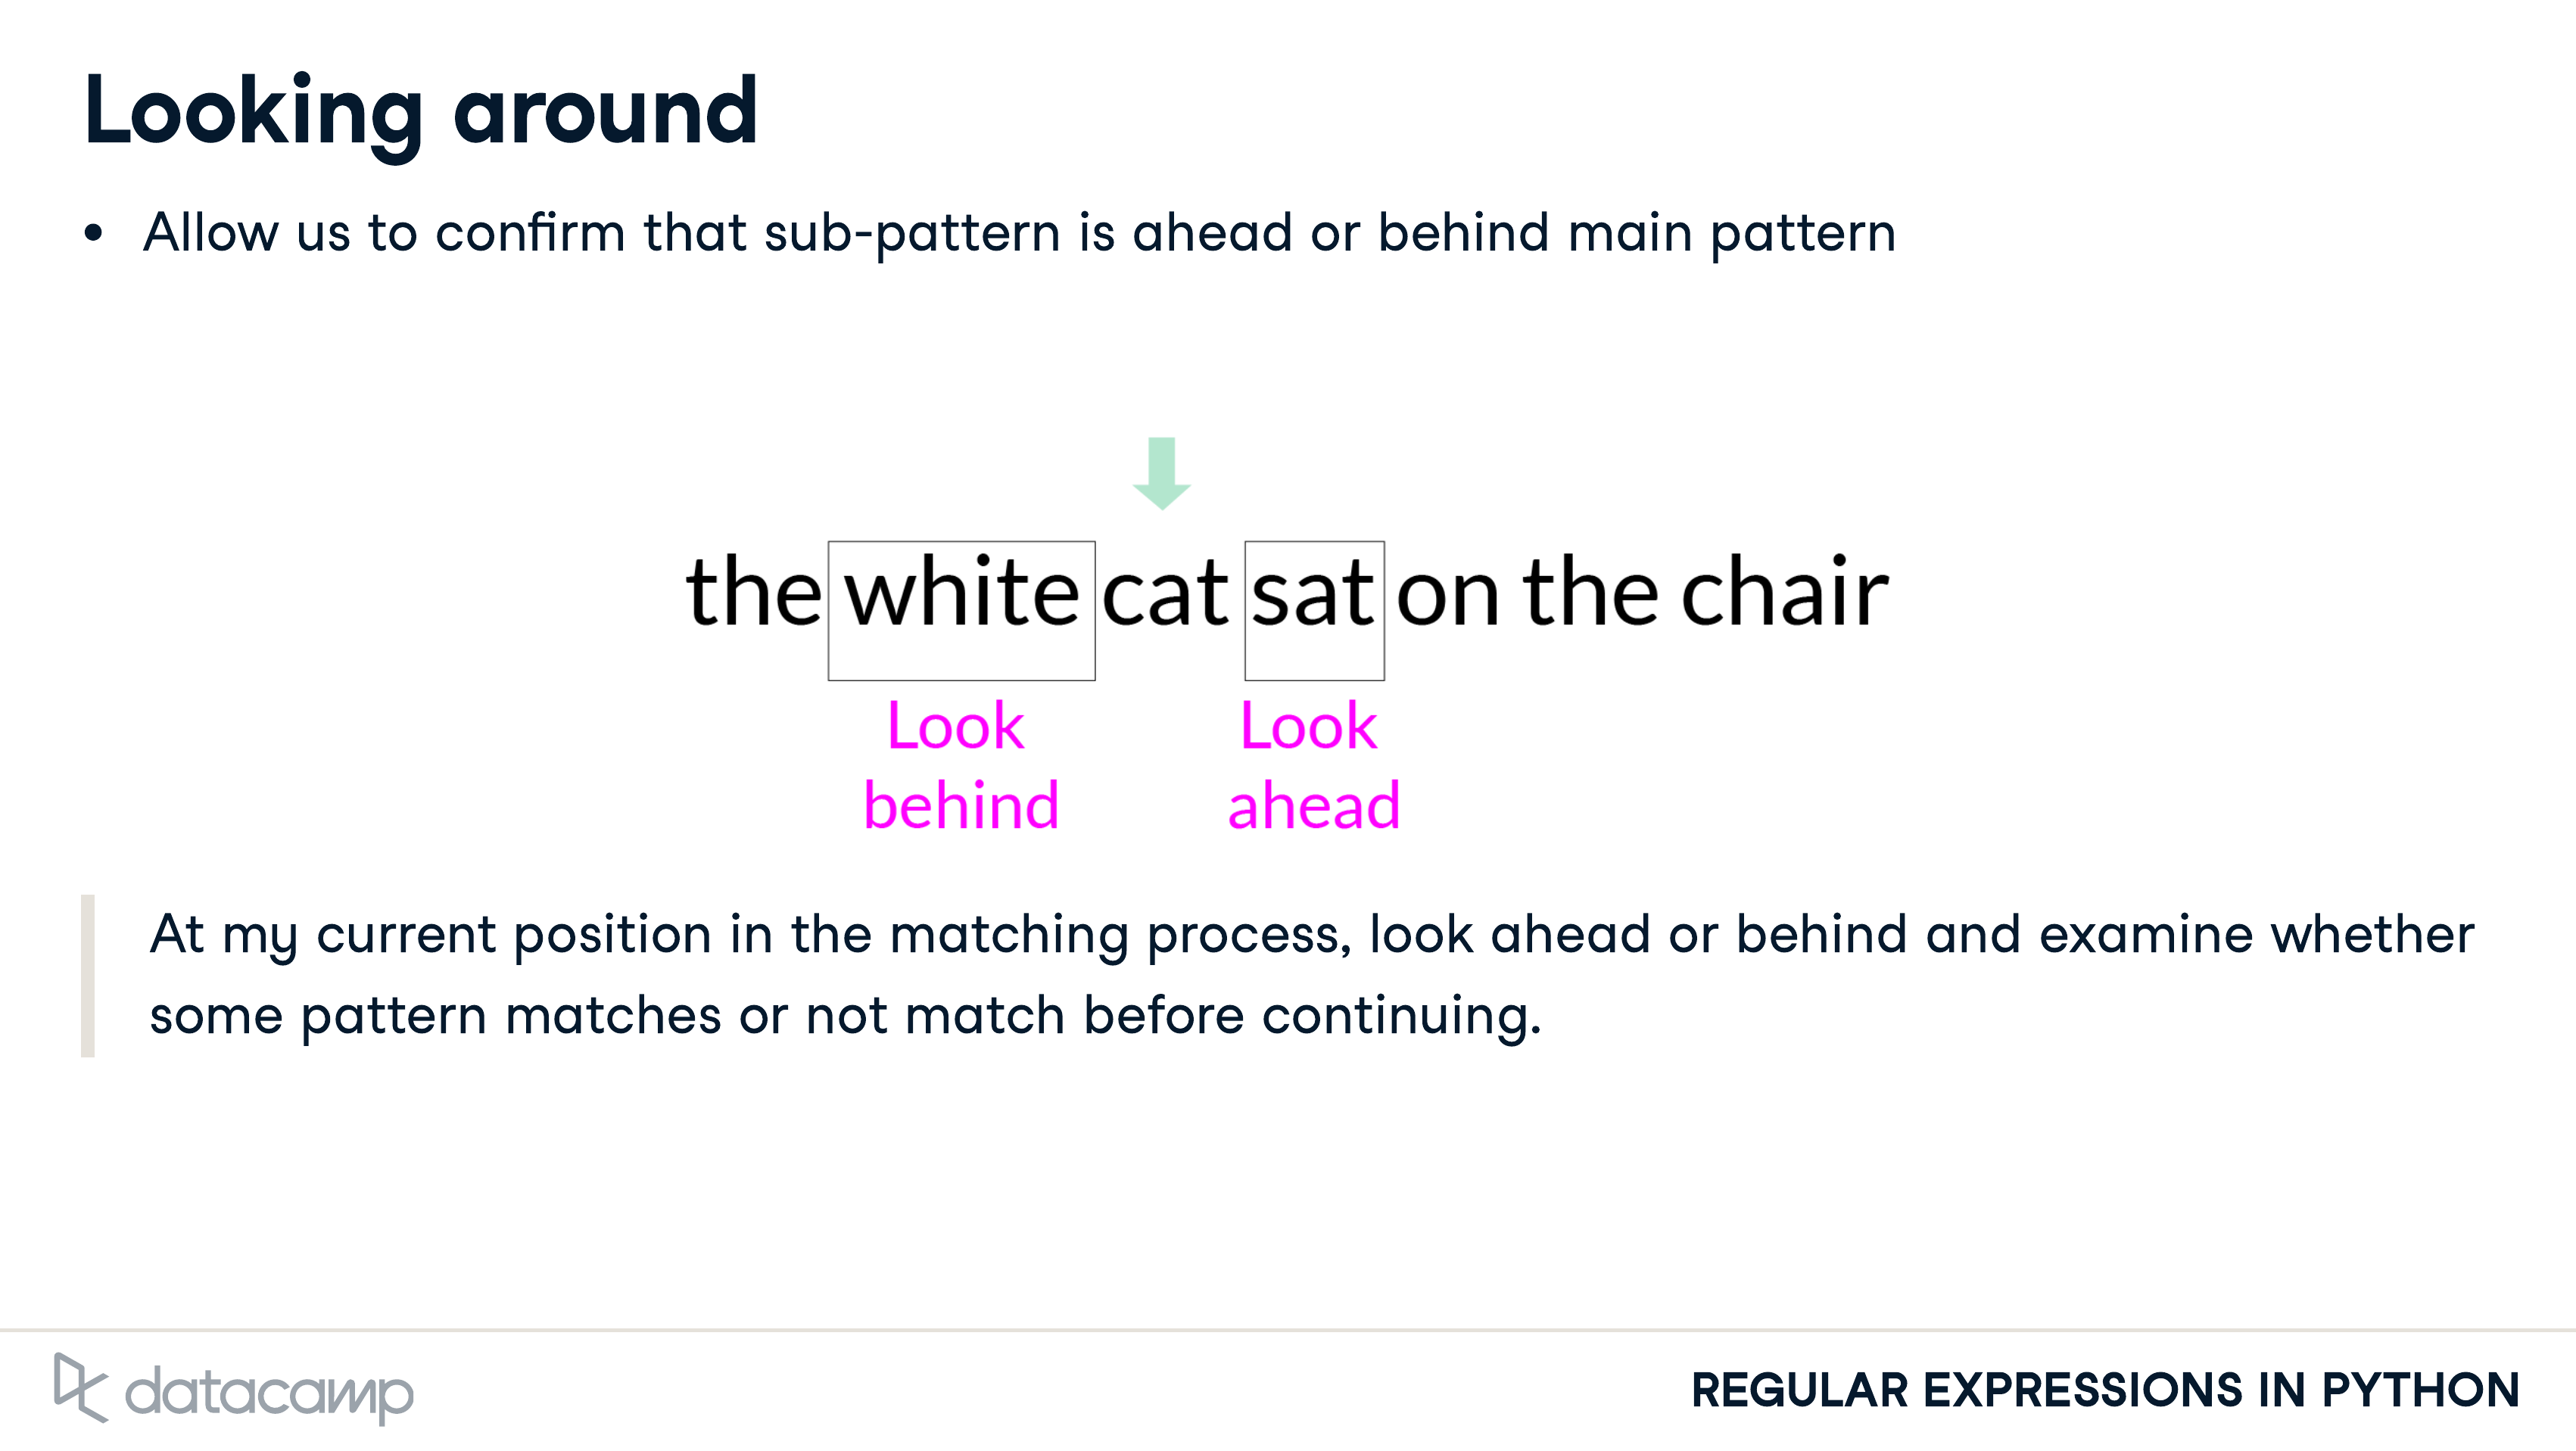 Looking around
• Allow us to confirm that sub-pattern is ahead or behind main pattern
the white cat sat on the chair
Look behind
Look ahead
At my current position in the matching process, look ahead or behind and examine whether
some pattern matches or not match before continuing.
datacamp
REGULAR EXPRESSIONS IN PYTHON